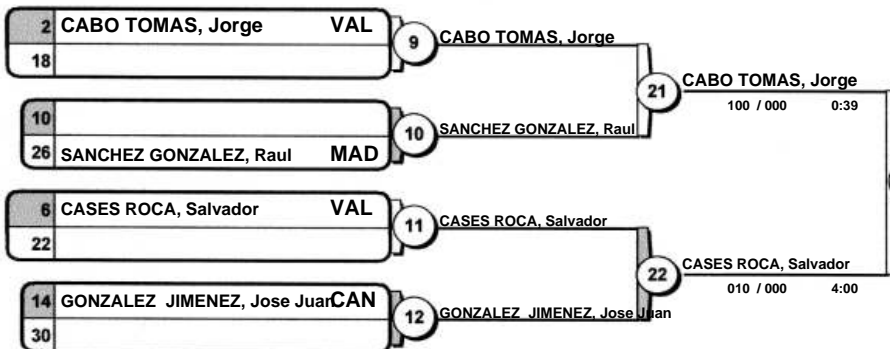 2 CABO TOMAS, Jorge VAL
18
9
CABO TOMAS, Jorge
10
26 SANCHEZ GONZALEZ, Raul MAD
10
SANCHEZ GONZALEZ, Raul
21
CABO TOMAS, Jorge
100 / 000 0:39
6 CASES ROCA, Salvador VAL
22
11
CASES ROCA, Salvador
14 GONZALEZ JIMENEZ, Jose Juan CAN
30
12
GONZALEZ JIMENEZ, Jose Juan
22
CASES ROCA, Salvador
010 / 000 4:00